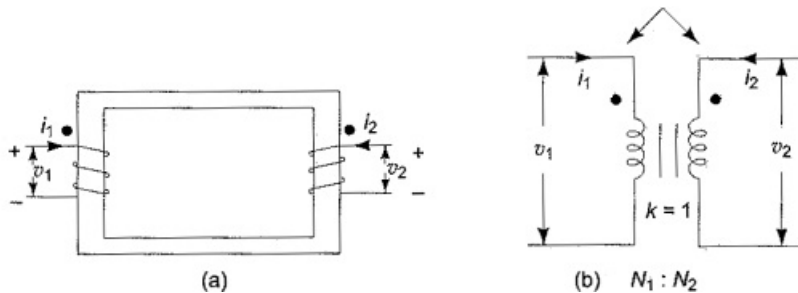 i₁
i₂
+
v₁
−
+
v₂
−
(a)
i₁
i₂
v₁
v₂
k = 1
(b) N₁ : N₂